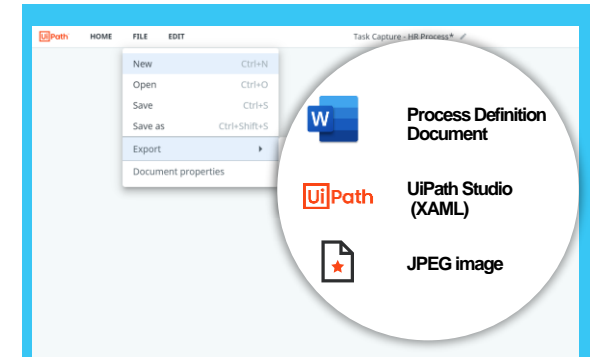 UiPath HOME FILE EDIT Task Capture - HR Process*
New Ctrl+N
Open Ctrl+O
Save Ctrl+S
Save as Ctrl+Shift+S
Export
Document properties
W
Process Definition
Document
UiPath
UiPath Studio
(XAML)
JPEG image